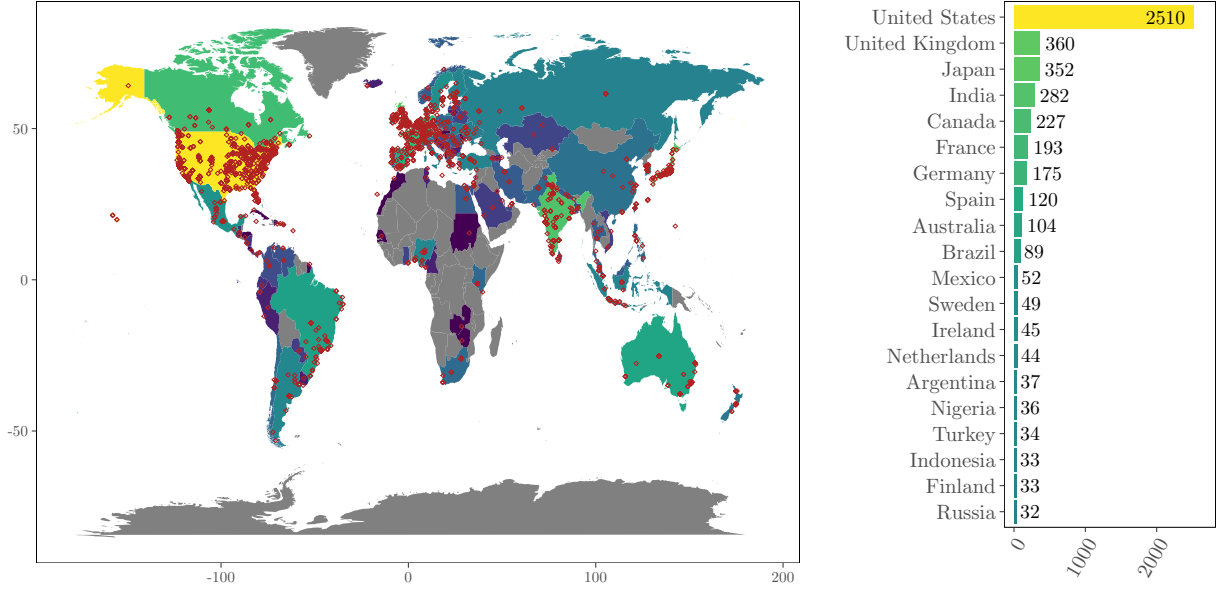 50
0
-50
-100
0
100
200
United States 2510
United Kingdom 360
Japan 352
India 282
Canada 227
France 193
Germany 175
Spain 120
Australia 104
Brazil 89
Mexico 52
Sweden 49
Ireland 45
Netherlands 44
Argentina 37
Nigeria 36
Turkey 34
Indonesia 33
Finland 33
Russia 32
0
1000
2000